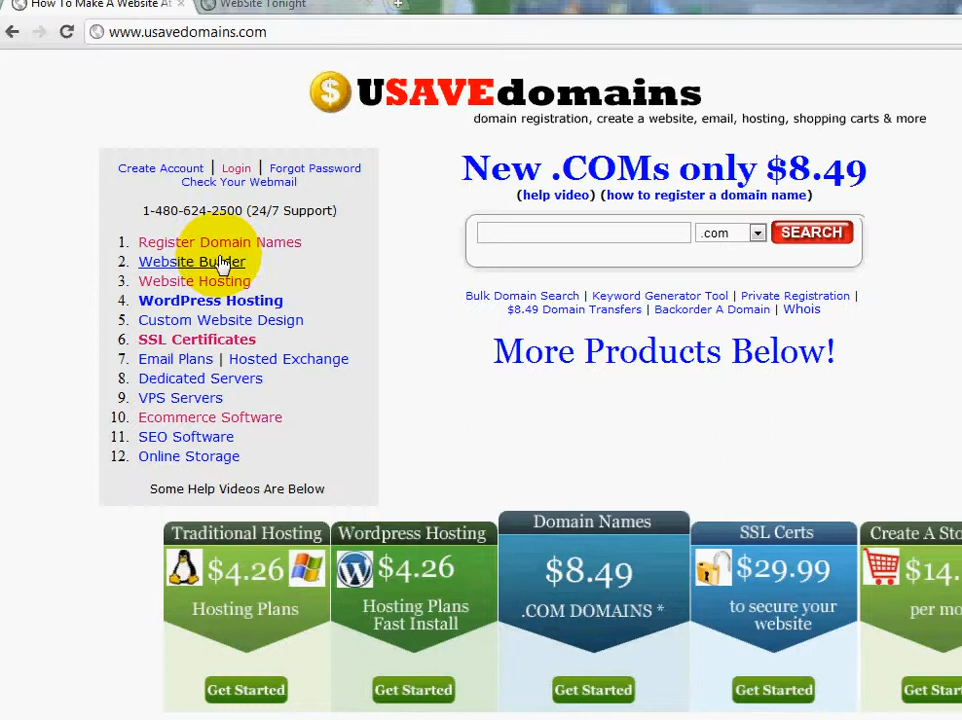 How To Make A Website At
WebSite Tonight
www.usavedomains.com
$ USAVEdomains
domain registration, create a website, email, hosting, shopping carts & more
Create Account | Login | Forgot Password
Check Your Webmail
1-480-624-2500 (24/7 Support)
1. Register Domain Names
2. Website Builder
3. Website Hosting
4. WordPress Hosting
5. Custom Website Design
6. SSL Certificates
7. Email Plans | Hosted Exchange
8. Dedicated Servers
9. VPS Servers
10. Ecommerce Software
11. SEO Software
12. Online Storage
Some Help Videos Are Below
New .COMs only $8.49
(help video) (how to register a domain name)
.com SEARCH
Bulk Domain Search | Keyword Generator Tool | Private Registration |
$8.49 Domain Transfers | Backorder A Domain | Whois
More Products Below!
Traditional Hosting
$4.26
Hosting Plans
Get Started
Wordpress Hosting
$4.26
Hosting Plans
Fast Install
Get Started
Domain Names
$8.49
.COM DOMAINS *
Get Started
SSL Certs
$29.99
to secure your
website
Get Started
Create A Sto
$14.
per mo
Get Star